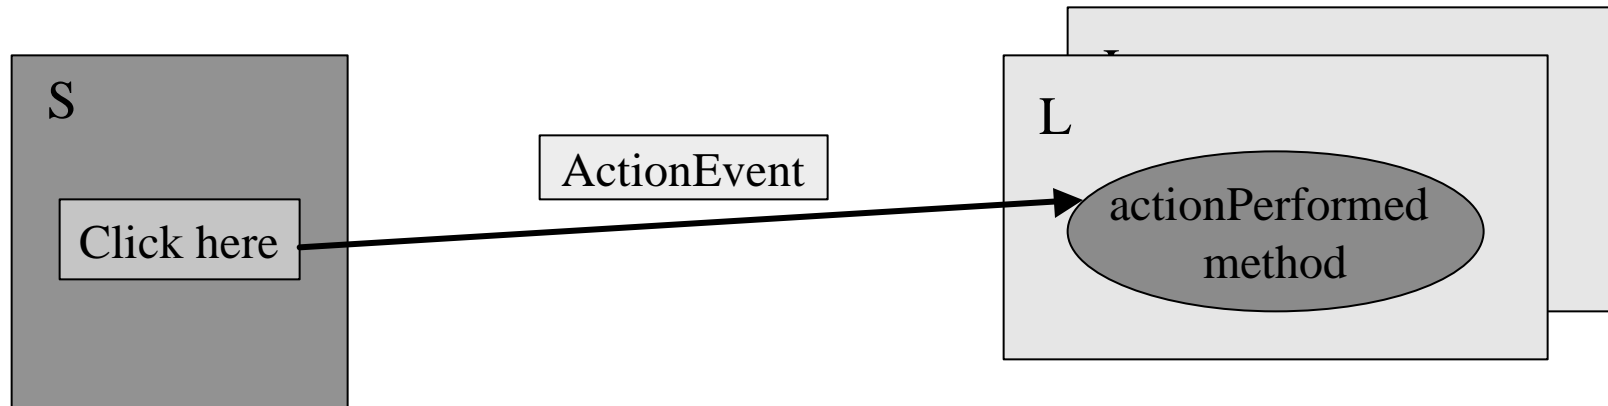 S
Click here
ActionEvent
L
actionPerformed
method